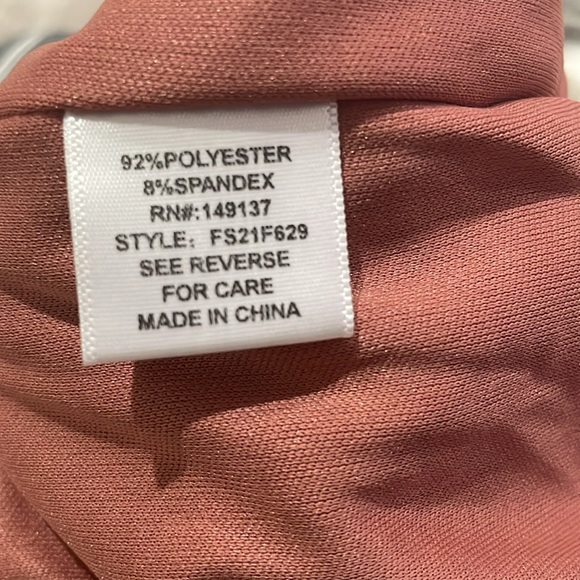 92%POLYESTER
8%SPANDEX
RN#:149137
STYLE: FS21F629
SEE REVERSE
FOR CARE
MADE IN CHINA